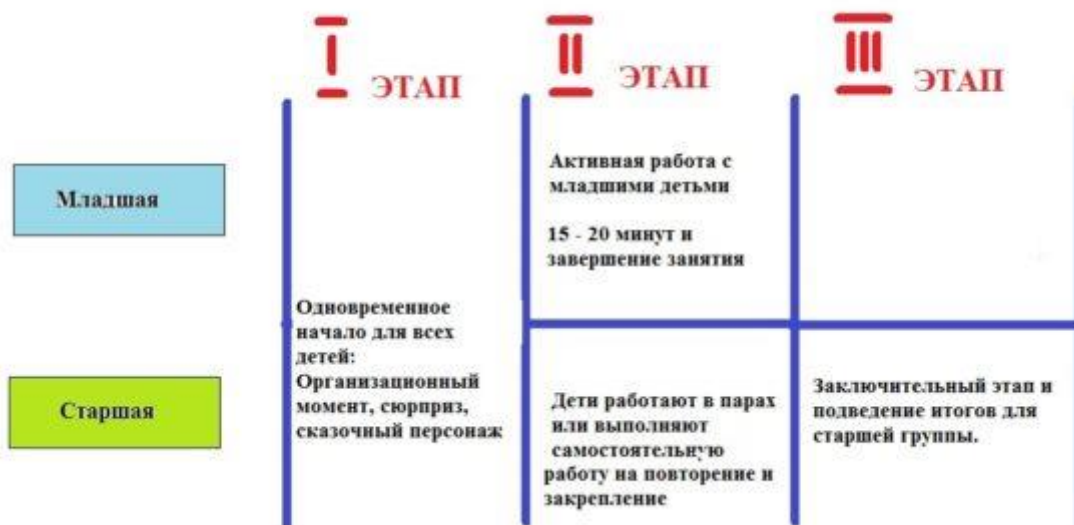 I ЭТАП
II ЭТАП
III ЭТАП
Младшая
Активная работа с
младшими детьми
15 - 20 минут и
завершение занятия
Одновременное
начало для всех
детей:
Организационный
момент, сюрприз,
сказочный персонаж
Старшая
Дети работают в парах
или выполняют
самостоятельную
работу на повторение и
закрепление
Заключительный этап и
подведение итогов для
старшей группы.